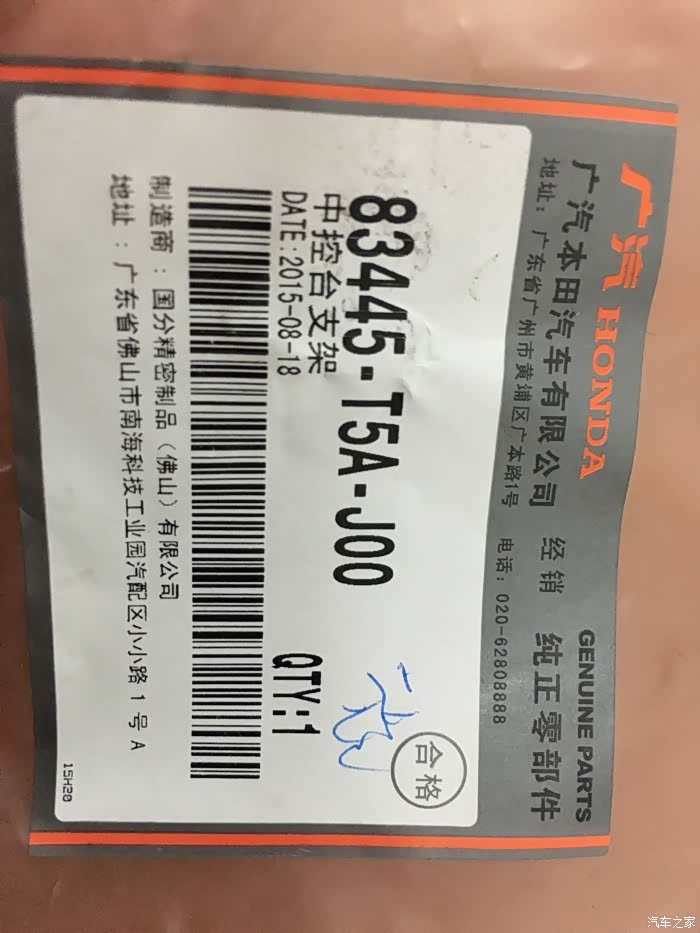 广汽 HONDA
GENUINE PARTS
广汽本田汽车有限公司 经销 纯正零部件
地址：广东省广州市黄埔区广本路1号 电话：020-62808888
83445-T5A-J00
合格
中控台支架
DATE:2015-08-18
QTY:1
制造商：国分精密制品（佛山）有限公司
地址：广东省佛山市南海科技工业园汽配区小小路1号A
15H20
汽车之家